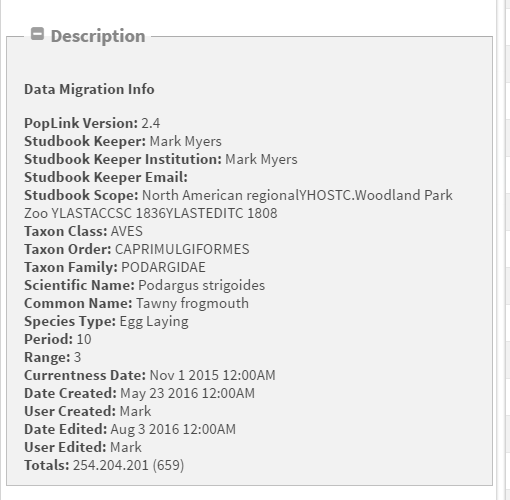 Description
Data Migration Info
PopLink Version: 2.4
Studbook Keeper: Mark Myers
Studbook Keeper Institution: Mark Myers
Studbook Keeper Email:
Studbook Scope: North American regionalYHOSTC.Woodland Park
Zoo YLASTACCSC 1836YLASTEDITC 1808
Taxon Class: AVES
Taxon Order: CAPRIMULGIFORMES
Taxon Family: PODARGIDAE
Scientific Name: Podargus strigoides
Common Name: Tawny frogmouth
Species Type: Egg Laying
Period: 10
Range: 3
Currentness Date: Nov 1 2015 12:00AM
Date Created: May 23 2016 12:00AM
User Created: Mark
Date Edited: Aug 3 2016 12:00AM
User Edited: Mark
Totals: 254.204.201 (659)